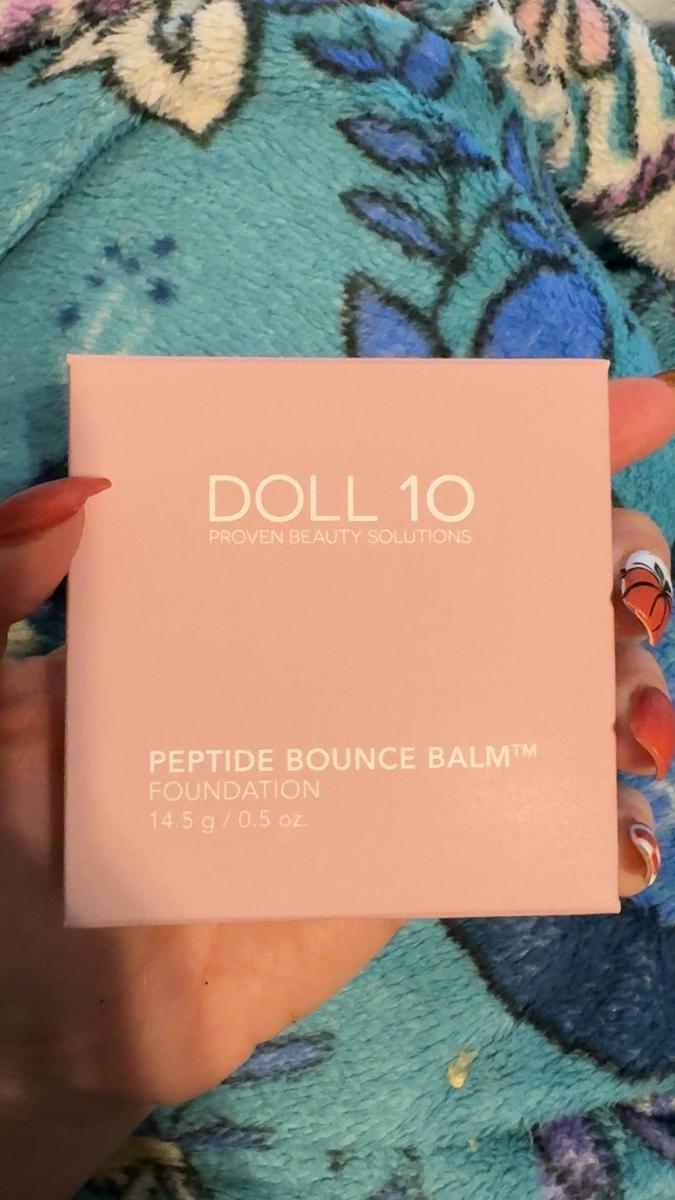 DOLL 10
PROVEN BEAUTY SOLUTIONS
PEPTIDE BOUNCE BALM™
FOUNDATION
14.5 g / 0.5 oz.